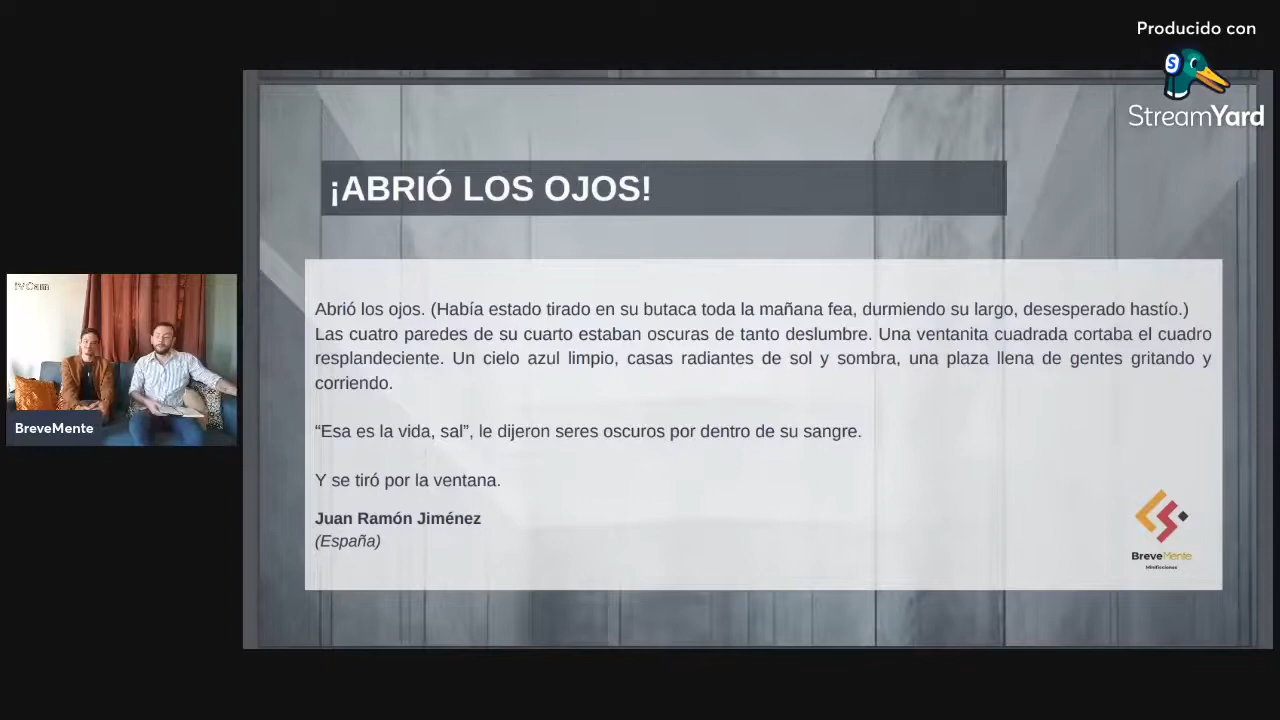 Producido con
StreamYard
¡ABRIÓ LOS OJOS!
Abrió los ojos. (Había estado tirado en su butaca toda la mañana fea, durmiendo su largo, desesperado hastío.)
Las cuatro paredes de su cuarto estaban oscuras de tanto deslumbre. Una ventanita cuadrada cortaba el cuadro
resplandeciente. Un cielo azul limpio, casas radiantes de sol y sombra, una plaza llena de gentes gritando y
corriendo.
“Esa es la vida, sal”, le dijeron seres oscuros por dentro de su sangre.
Y se tiró por la ventana.
Juan Ramón Jiménez
(España)
BreveMente
Minificciones
iVCam
BreveMente